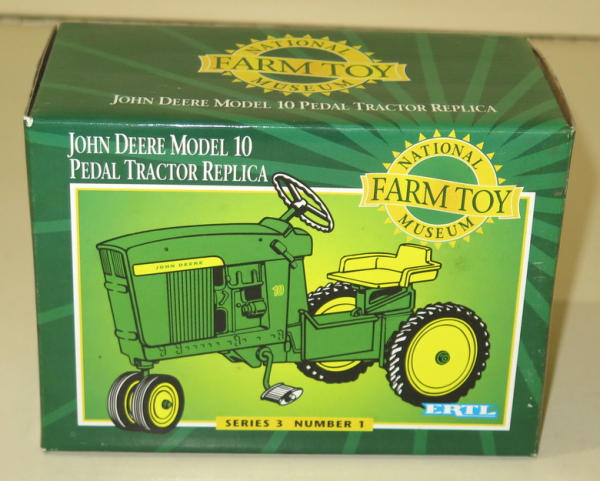 NATIONAL
FARM TOY
MUSEUM
JOHN DEERE MODEL 10 PEDAL TRACTOR REPLICA
JOHN DEERE MODEL 10
PEDAL TRACTOR REPLICA
NATIONAL
FARM TOY
MUSEUM
JOHN DEERE
10
SERIES 3 NUMBER 1
ERTL